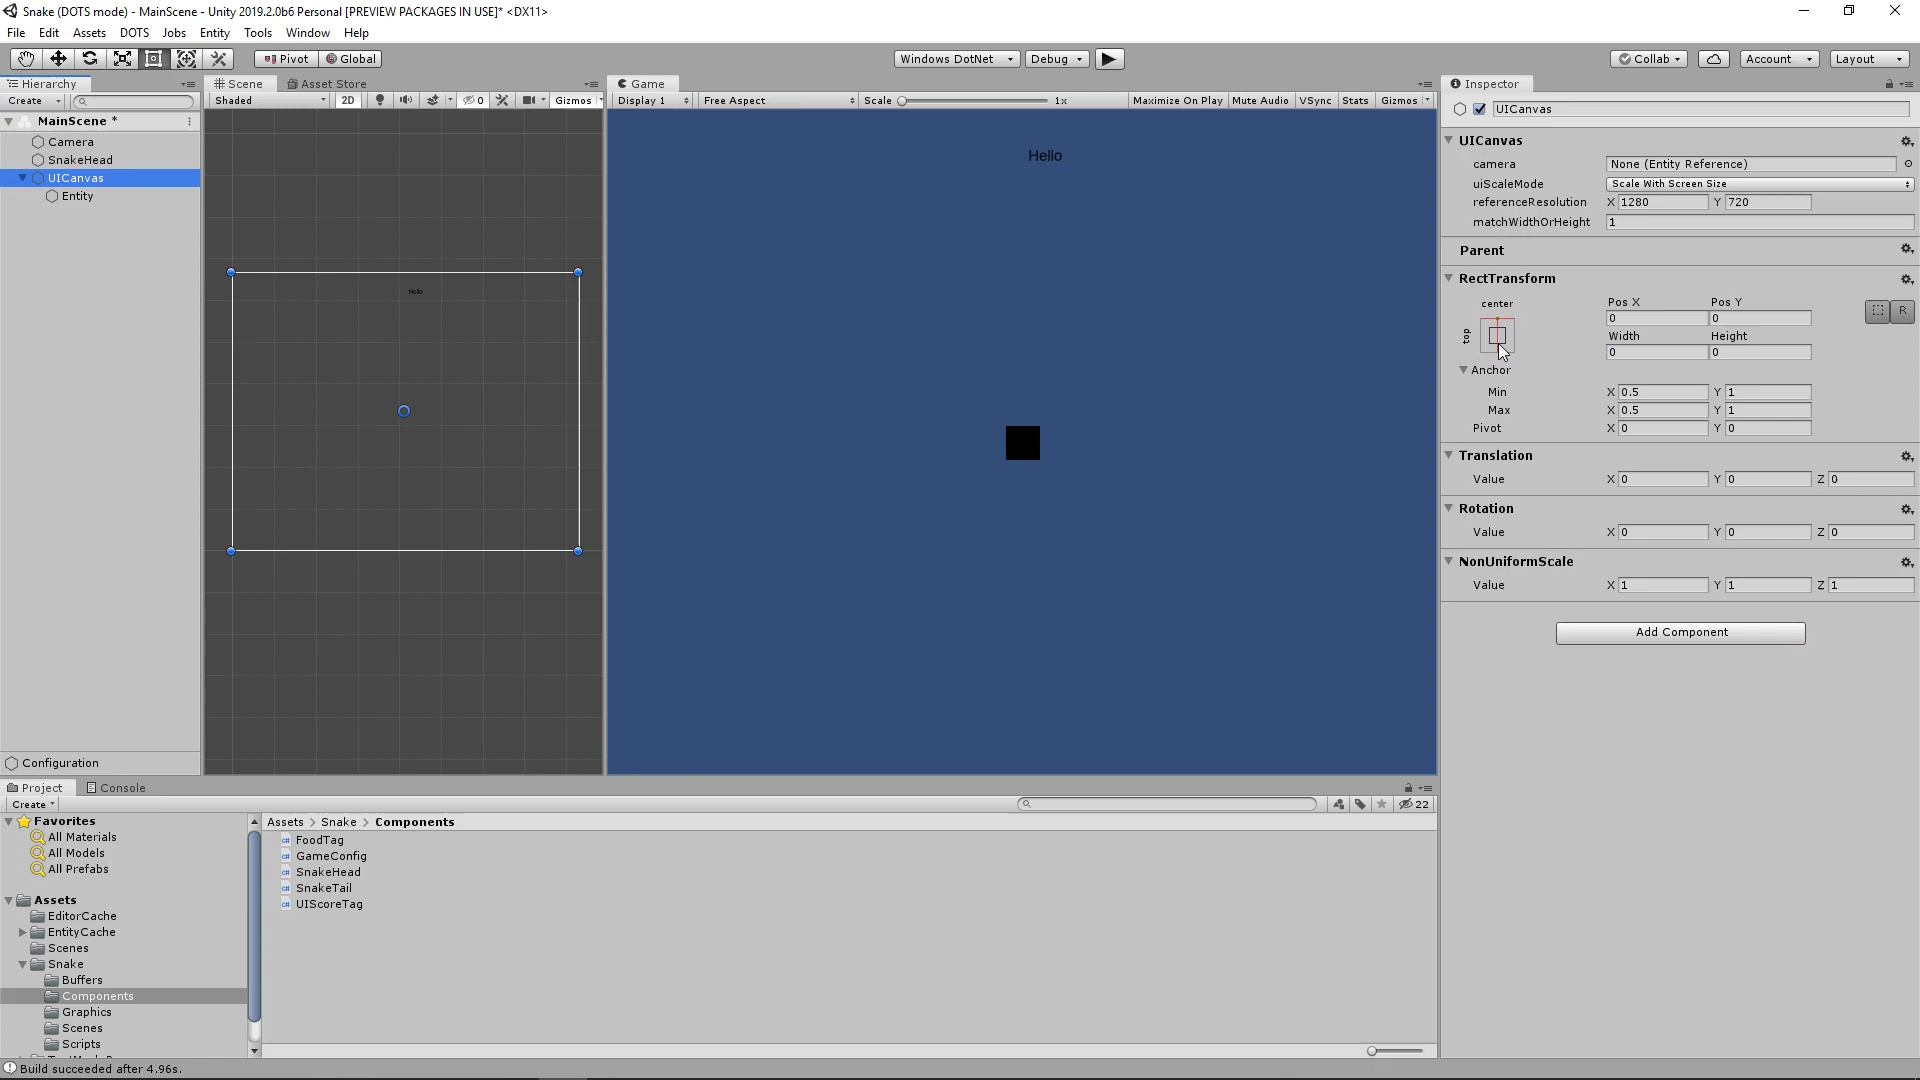 Snake (DOTS mode) - MainScene - Unity 2019.2.0b6 Personal [PREVIEW PACKAGES IN USE]* <DX11>
File Edit Assets DOTS Jobs Entity Tools Window Help
Pivot Global Windows DotNet Debug Collab Account Layout
Hierarchy
Create
MainScene *
Camera
SnakeHead
UICanvas
Entity
Configuration
Scene Asset Store
Shaded 2D 0 Gizmos
Hello
Game
Display 1 Free Aspect Scale 1x Maximize On Play Mute Audio VSync Stats Gizmos
Hello
Inspector
UICanvas
UICanvas
camera None (Entity Reference)
uiScaleMode Scale With Screen Size
referenceResolution X 1280 Y 720
matchWidthOrHeight 1
Parent
RectTransform
center Pos X Pos Y
0 0 R
top Width Height
0 0
Anchor
Min X 0.5 Y 1
Max X 0.5 Y 1
Pivot X 0 Y 0
Translation
Value X 0 Y 0 Z 0
Rotation
Value X 0 Y 0 Z 0
NonUniformScale
Value X 1 Y 1 Z 1
Add Component
Project Console
Create 22
Favorites
All Materials
All Models
All Prefabs
Assets
EditorCache
EntityCache
Scenes
Snake
Buffers
Components
Graphics
Scenes
Scripts
Assets > Snake > Components
FoodTag
GameConfig
SnakeHead
SnakeTail
UIScoreTag
Build succeeded after 4.96s.